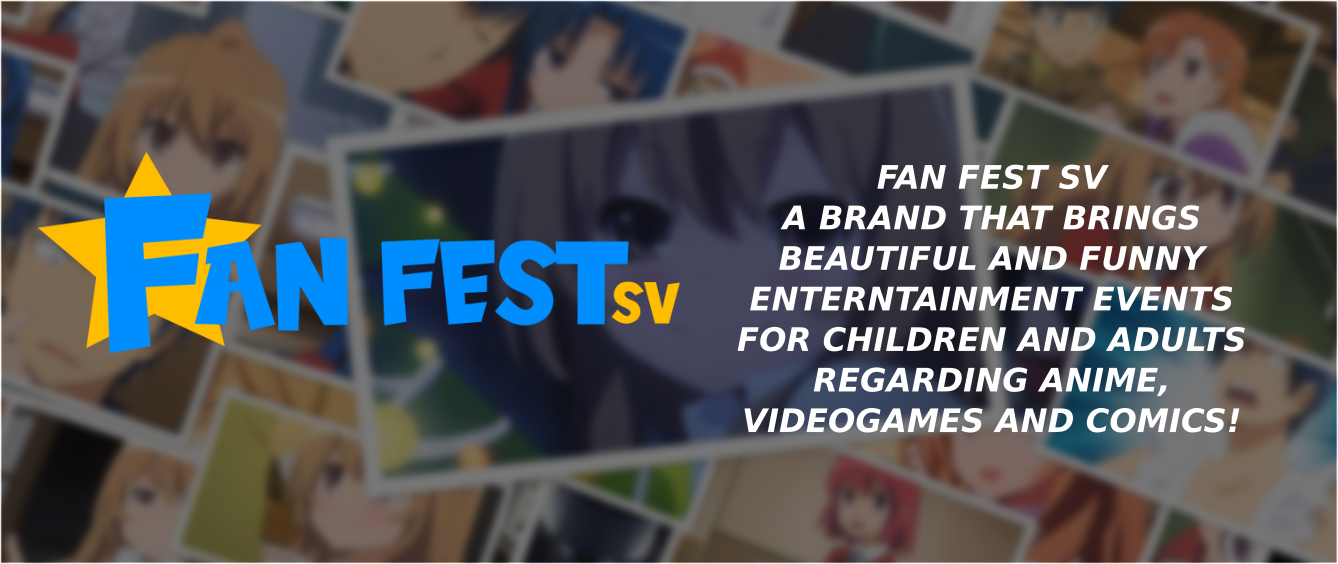 FAN FEST SV
FAN FEST SV
A BRAND THAT BRINGS
BEAUTIFUL AND FUNNY
ENTERNTAINMENT EVENTS
FOR CHILDREN AND ADULTS
REGARDING ANIME,
VIDEOGAMES AND COMICS!